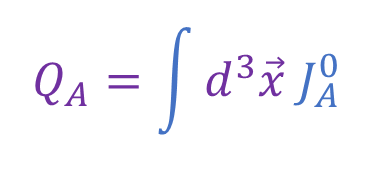 Q_A = ∫ d³x⃗ J_A^0